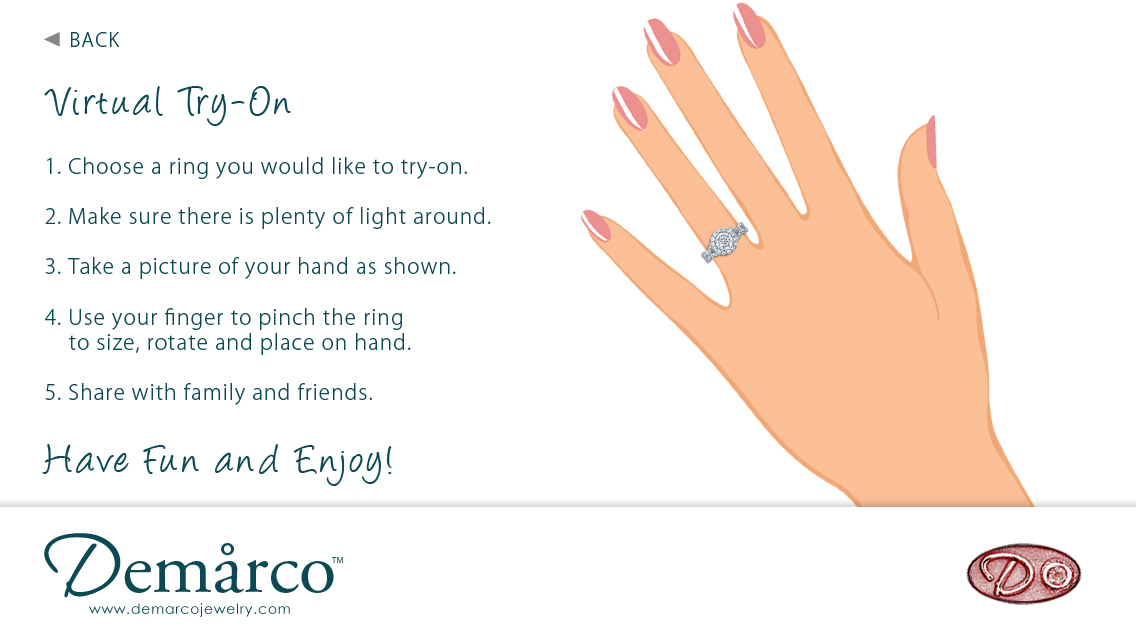 BACK
Virtual Try-On
1. Choose a ring you would like to try-on.
2. Make sure there is plenty of light around.
3. Take a picture of your hand as shown.
4. Use your finger to pinch the ring
to size, rotate and place on hand.
5. Share with family and friends.
Have Fun and Enjoy!
Demårco™
www.demarcojewelry.com
D